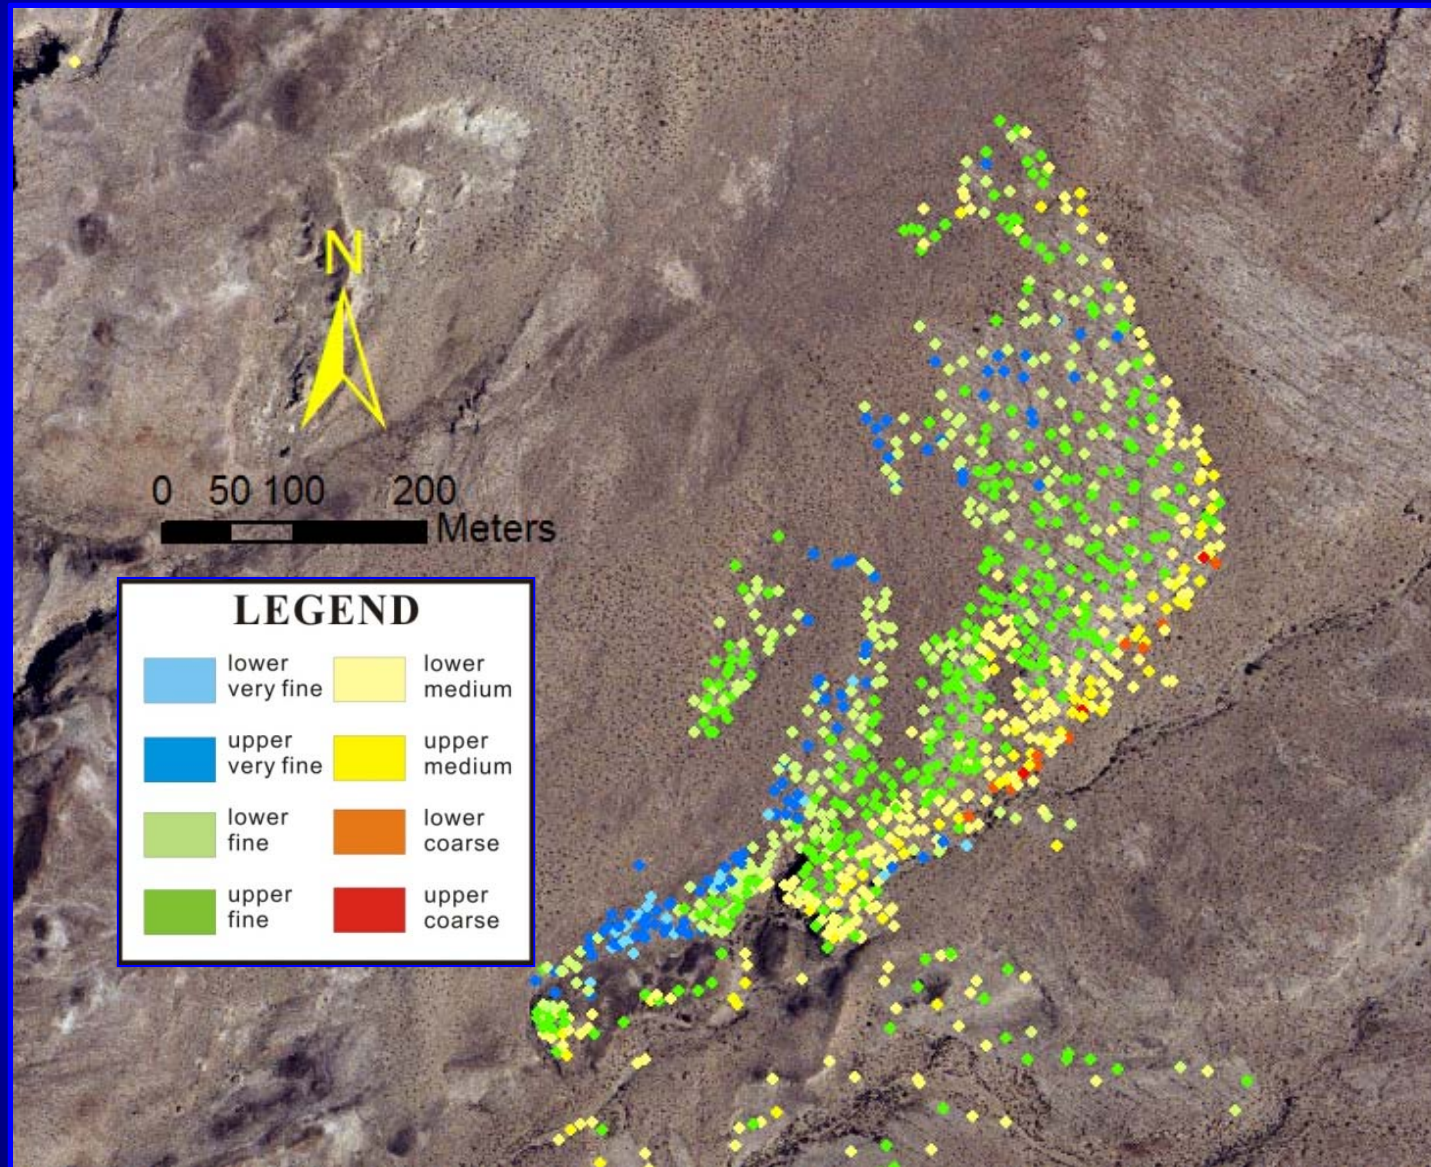 N
0 50 100 200
Meters
LEGEND
lower very fine
lower medium
upper very fine
upper medium
lower fine
lower coarse
upper fine
upper coarse